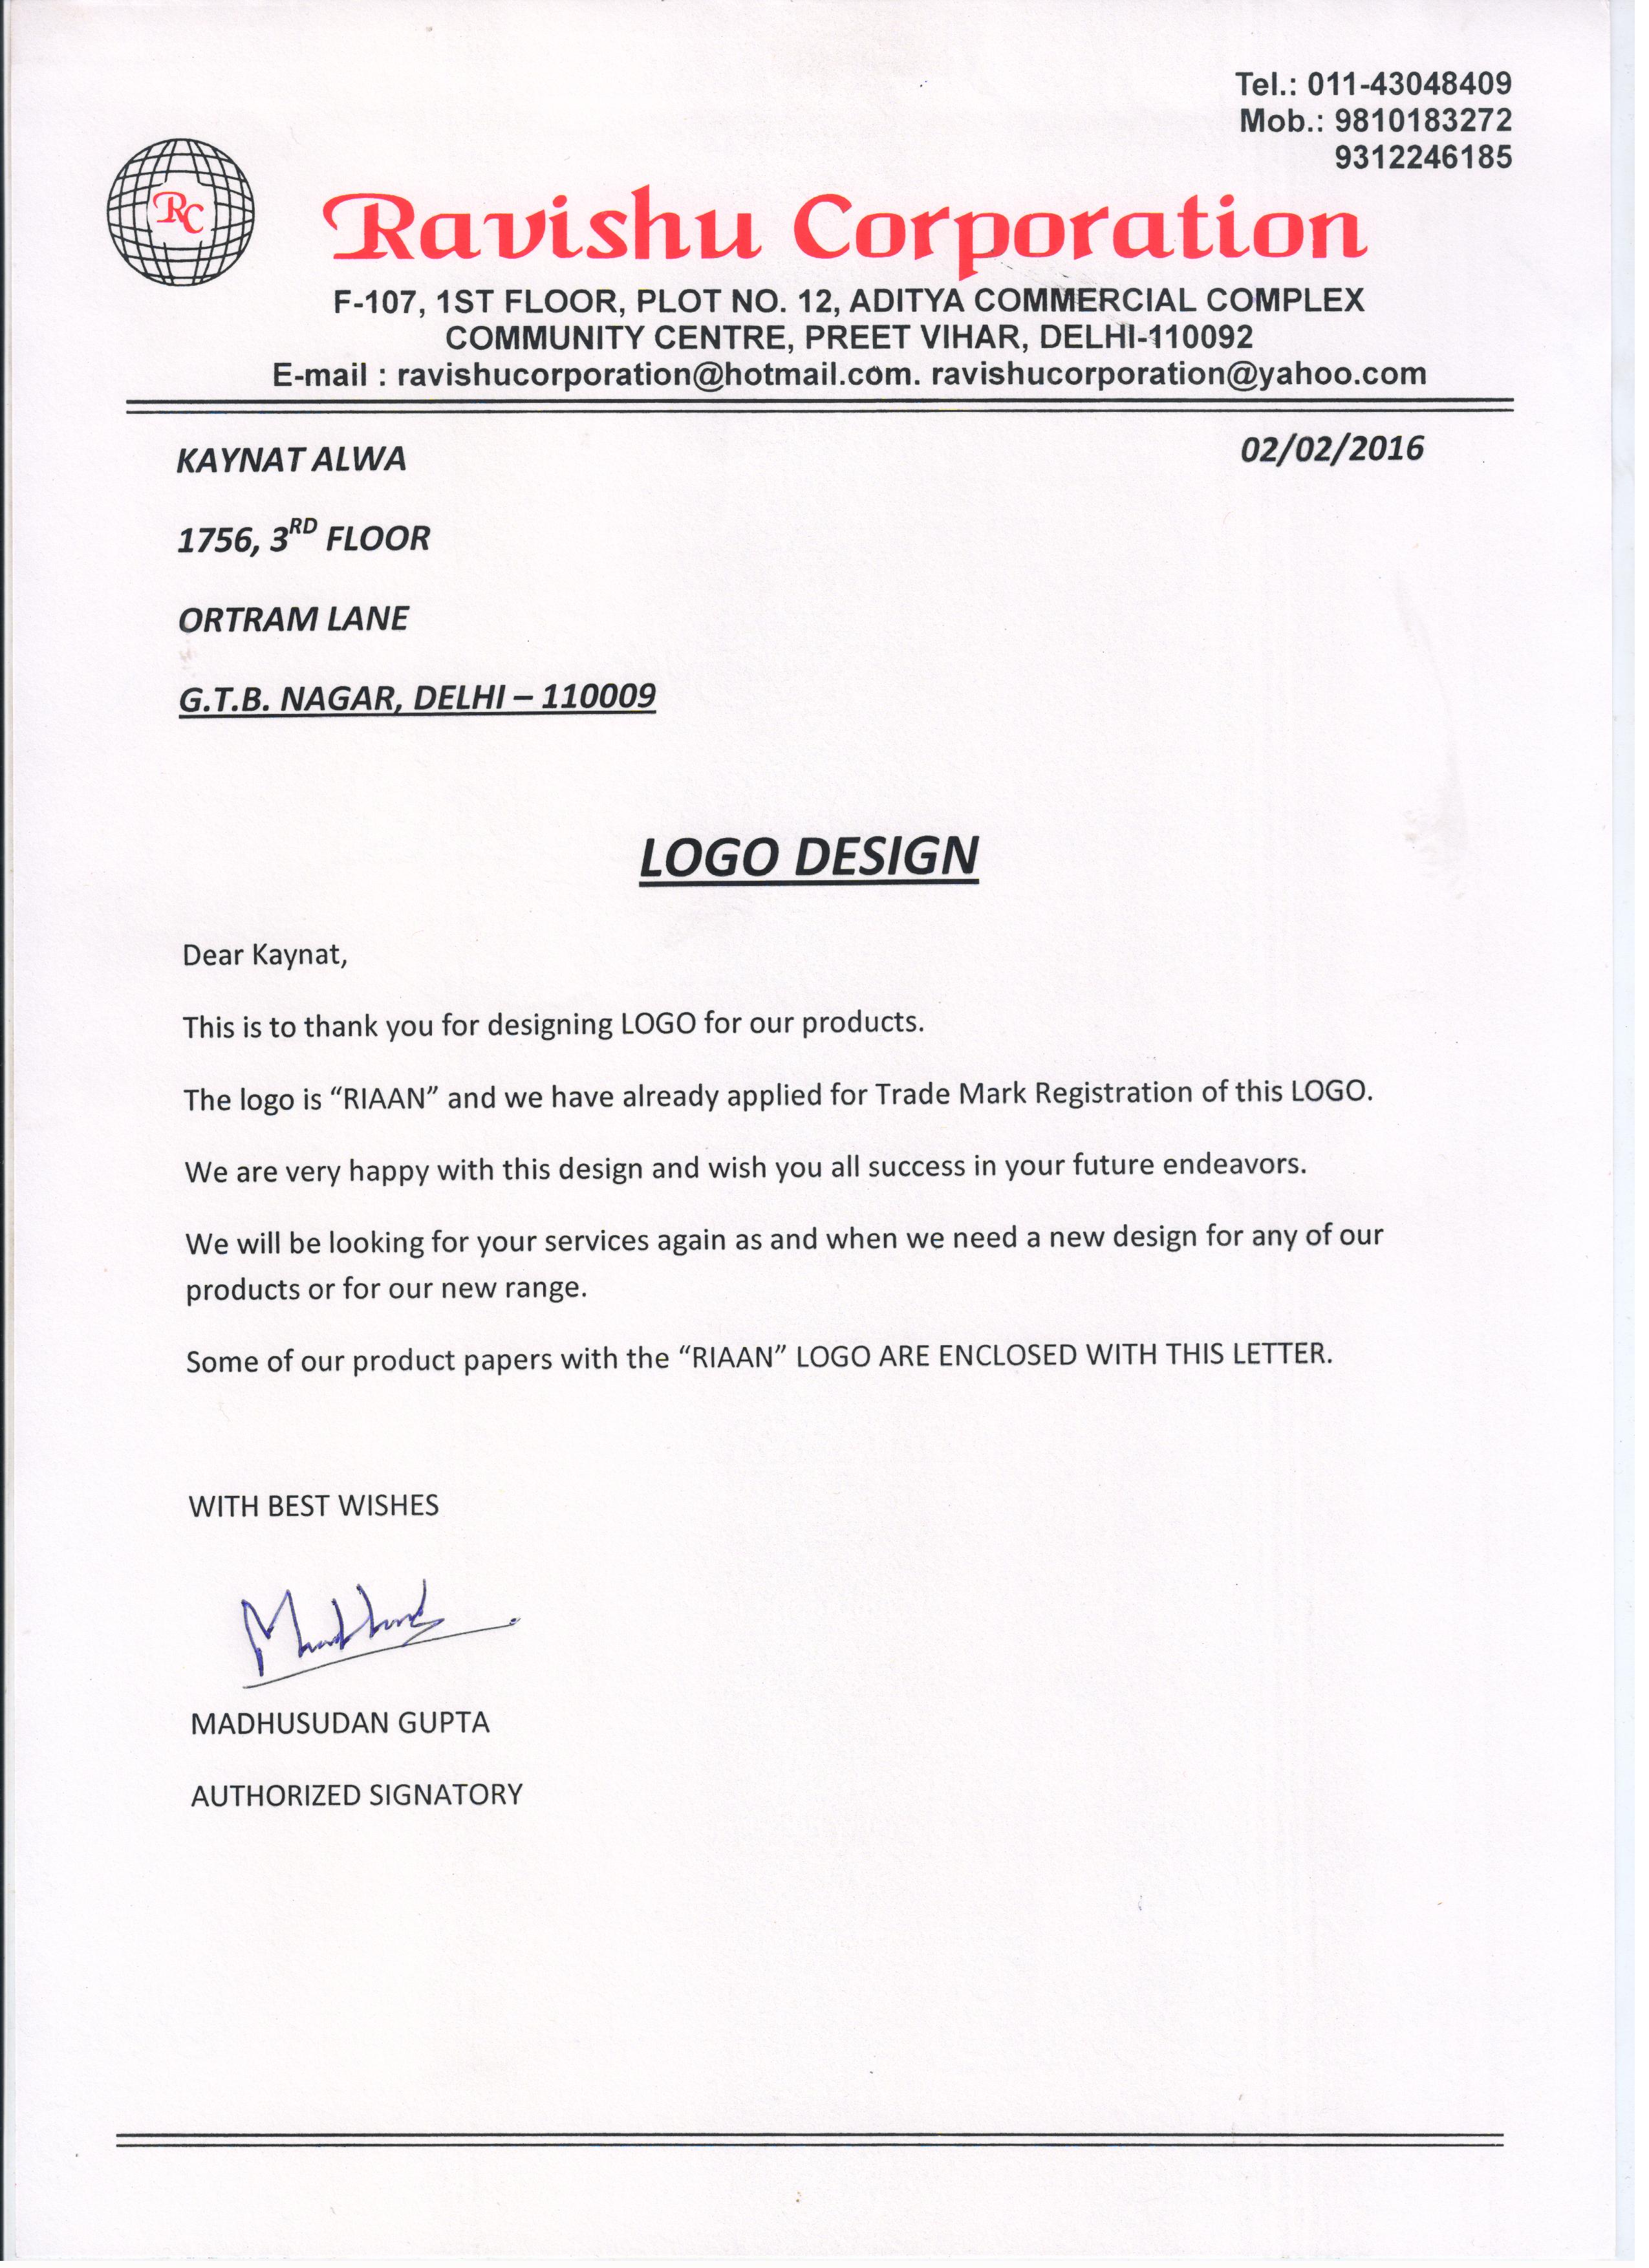 Tel.: 011-43048409
Mob.: 9810183272
9312246185
RC
Ravishu Corporation
F-107, 1ST FLOOR, PLOT NO. 12, ADITYA COMMERCIAL COMPLEX
COMMUNITY CENTRE, PREET VIHAR, DELHI-110092
E-mail : ravishucorporation@hotmail.com. ravishucorporation@yahoo.com
KAYNAT ALWA
02/02/2016
1756, 3RD FLOOR
ORTRAM LANE
G.T.B. NAGAR, DELHI – 110009
LOGO DESIGN
Dear Kaynat,
This is to thank you for designing LOGO for our products.
The logo is “RIAAN” and we have already applied for Trade Mark Registration of this LOGO.
We are very happy with this design and wish you all success in your future endeavors.
We will be looking for your services again as and when we need a new design for any of our
products or for our new range.
Some of our product papers with the “RIAAN” LOGO ARE ENCLOSED WITH THIS LETTER.
WITH BEST WISHES
MADHUSUDAN GUPTA
AUTHORIZED SIGNATORY